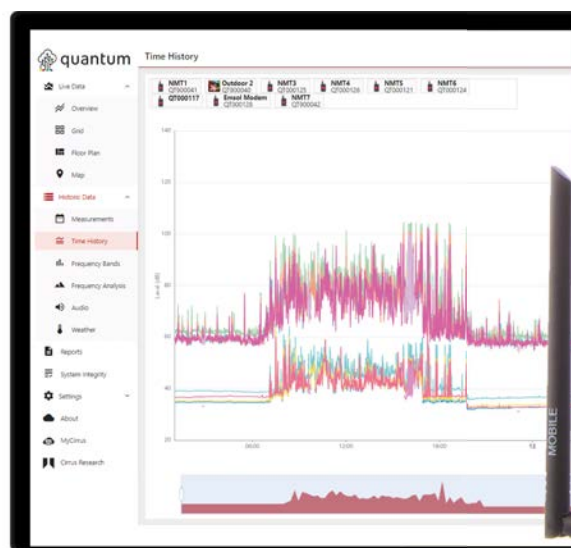 quantum
Time History
Live Data
Overview
Grid
Floor Plan
Map
Historic Data
Measurements
Time History
Frequency Bands
Frequency Analysis
Audio
Weather
Reports
System Integrity
Settings
About
MyCirrus
Cirrus Research
NMT1 Outdoor 2 NMT3 NMT4 NMT5 NMT6
QT000125 QT000126 QT000121 QT000124
QT000117 Emsol Modem NMT7
QT000128
Level (dB)
140
120
100
80
60
40
20
06:00 12:00 18:00 13
MOBILE